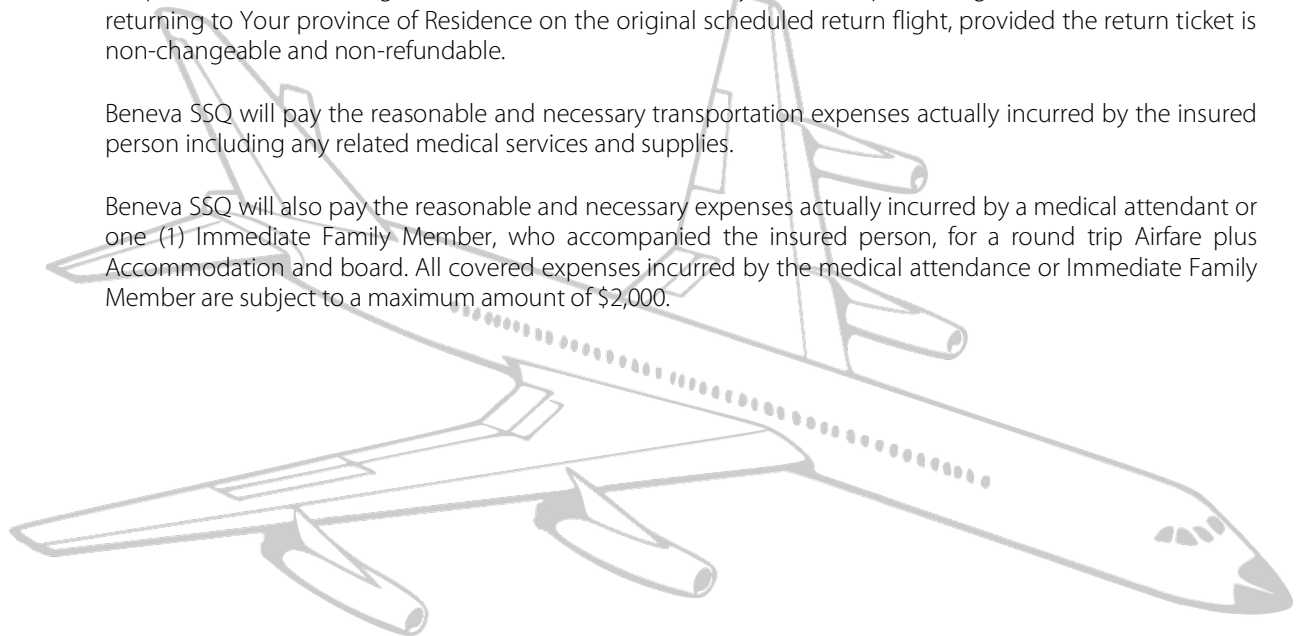 returning to Your province of Residence on the original scheduled return flight, provided the return ticket is
non-changeable and non-refundable.
Beneva SSQ will pay the reasonable and necessary transportation expenses actually incurred by the insured
person including any related medical services and supplies.
Beneva SSQ will also pay the reasonable and necessary expenses actually incurred by a medical attendant or
one (1) Immediate Family Member, who accompanied the insured person, for a round trip Airfare plus
Accommodation and board. All covered expenses incurred by the medical attendance or Immediate Family
Member are subject to a maximum amount of $2,000.